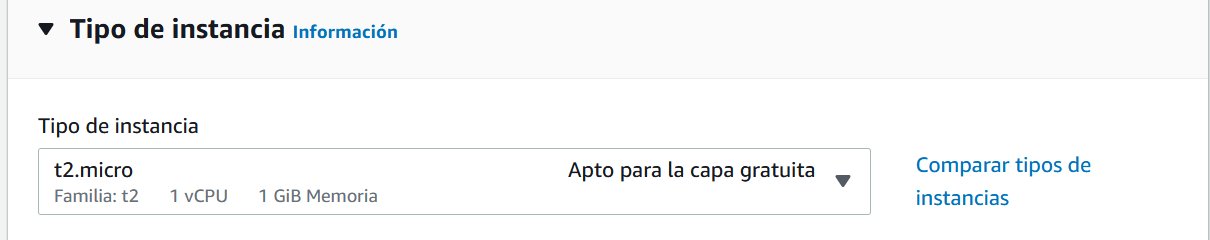 Tipo de instancia Información
Tipo de instancia
t2.micro Apto para la capa gratuita
Familia: t2 1 vCPU 1 GiB Memoria
Comparar tipos de
instancias